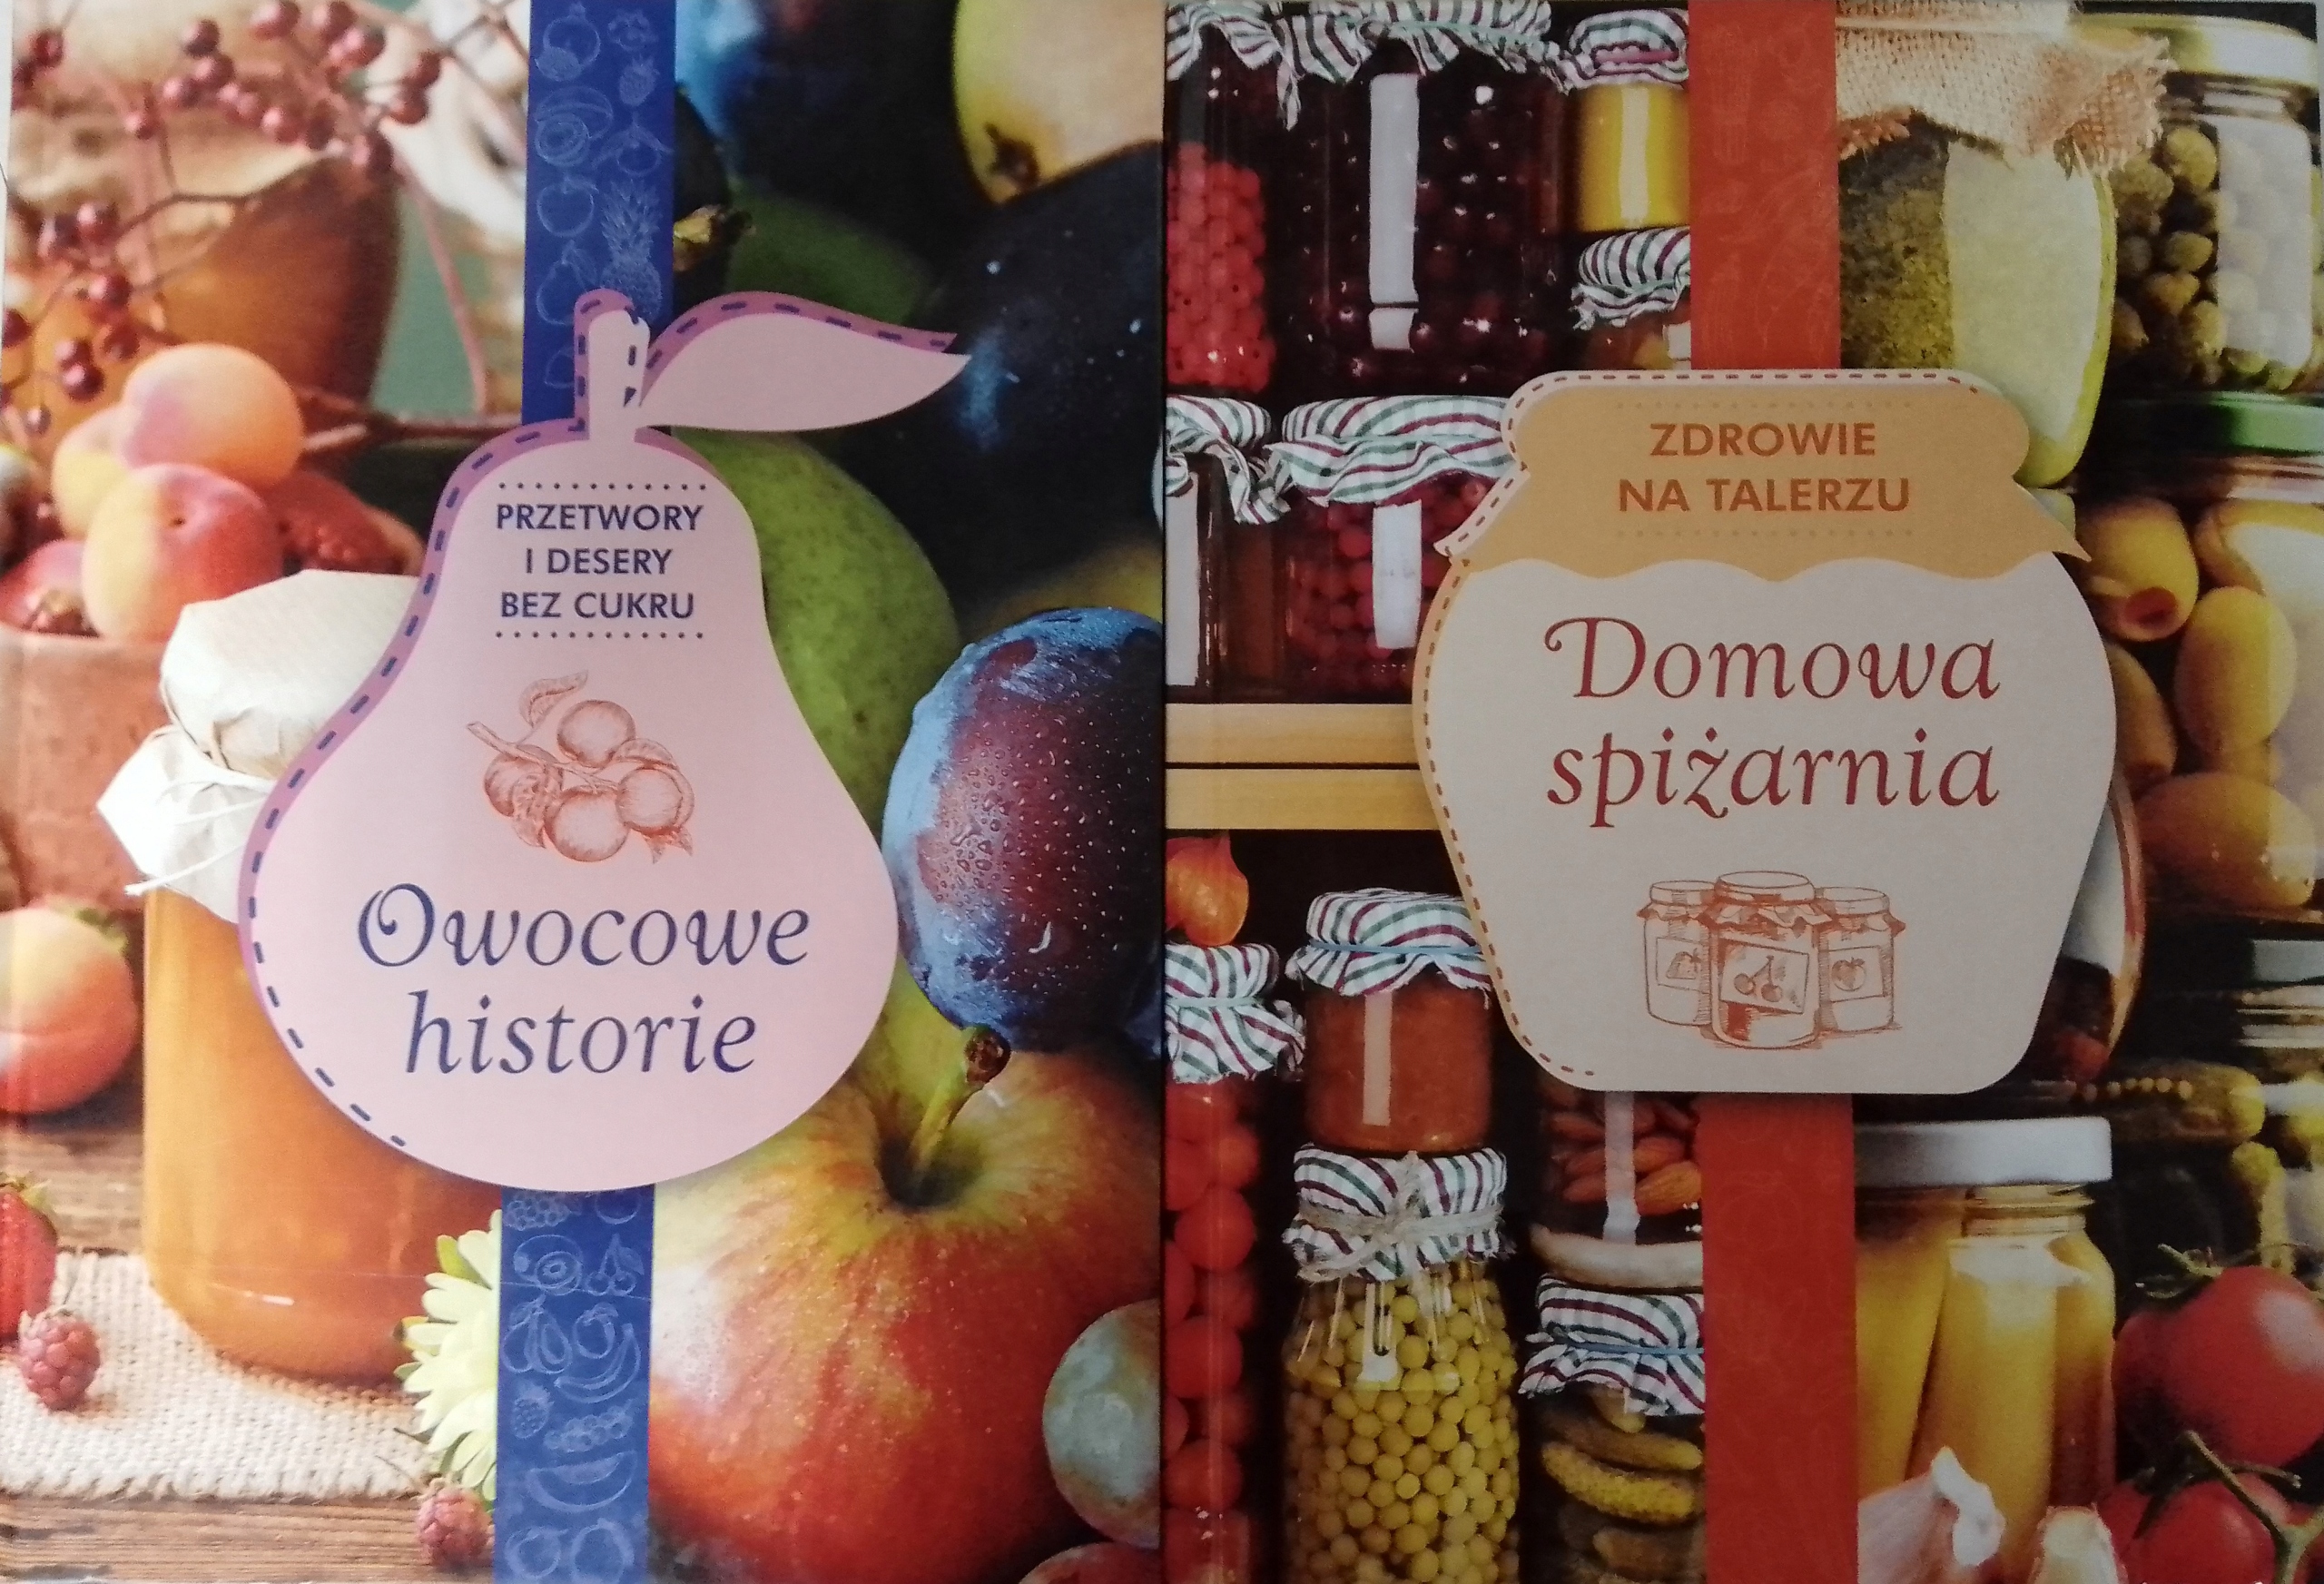 PRZETWORY
I DESERY
BEZ CUKRU
Owocowe
historie
ZDROWIE
NA TALERZU
Domowa
spiżarnia